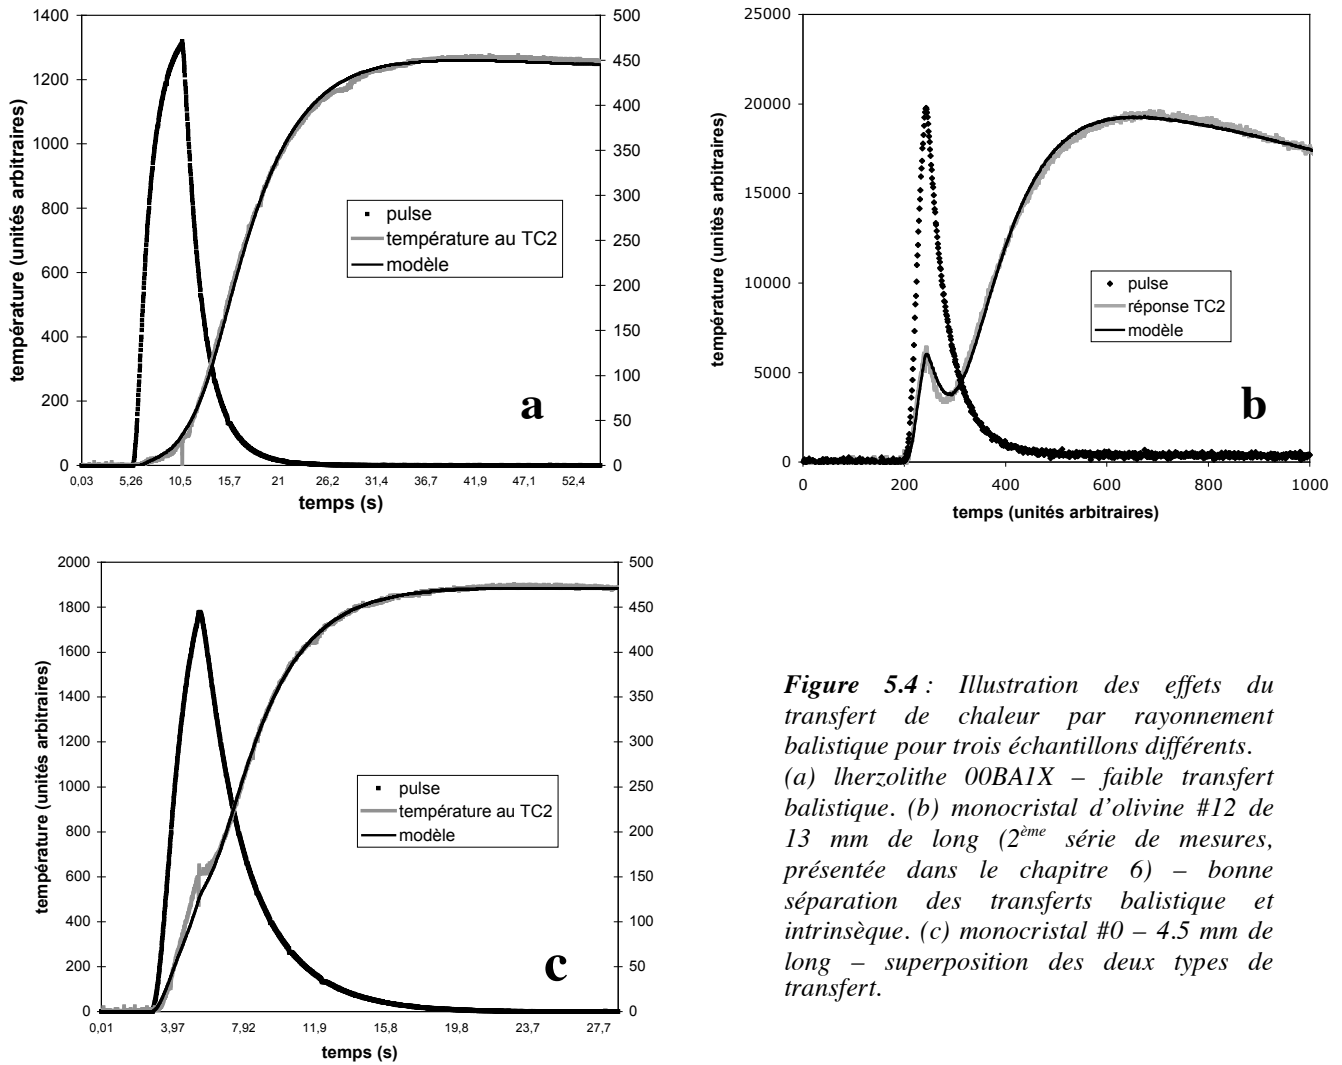 1400
1200
1000
800
600
400
200
0
500
450
400
350
300
250
200
150
100
50
0
0,03 5,26 10,5 15,7 21 26,2 31,4 36,7 41,9 47,1 52,4
temps (s)
température (unités arbitraires)
pulse
température au TC2
modèle
a
25000
20000
15000
10000
5000
0
0 200 400 600 800 1000
temps (unités arbitraires)
température (unitès arbitraires)
pulse
réponse TC2
modèle
b
2000
1800
1600
1400
1200
1000
800
600
400
200
0
500
450
400
350
300
250
200
150
100
50
0
0,01 3,97 7,92 11,9 15,8 19,8 23,7 27,7
temps (s)
température (unités arbitraires)
pulse
température au TC2
modèle
c
Figure 5.4 : Illustration des effets du
transfert de chaleur par rayonnement
balistique pour trois échantillons différents.
(a) lherzolithe 00BA1X – faible transfert
balistique. (b) monocristal d'olivine #12 de
13 mm de long (2ème série de mesures,
présentée dans le chapitre 6) – bonne
séparation des transferts balistique et
intrinsèque. (c) monocristal #0 – 4.5 mm de
long – superposition des deux types de
transfert.